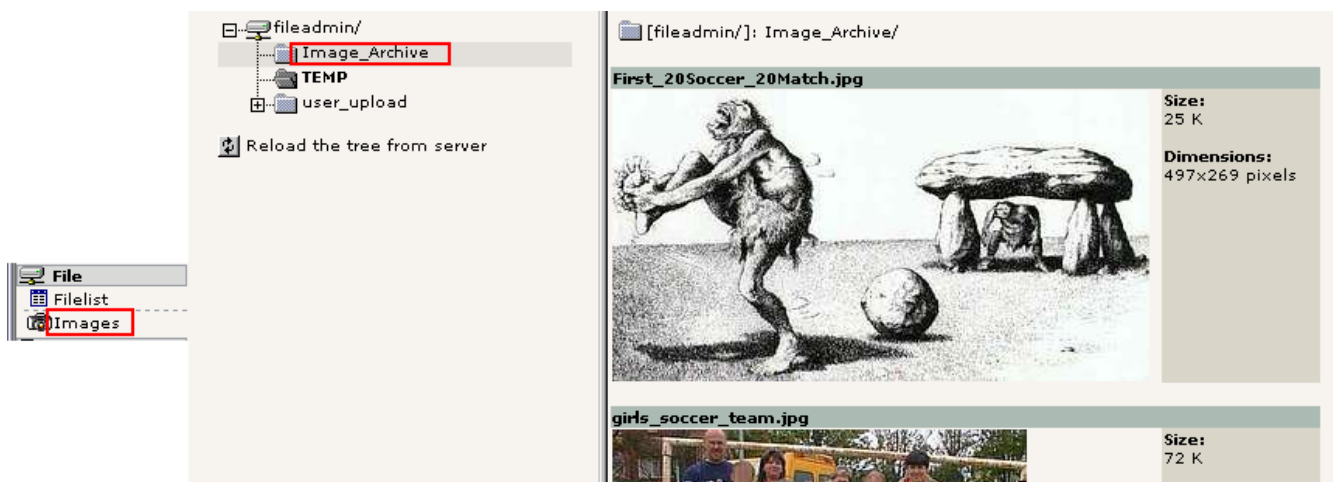 File
Filelist
Images
fileadmin/
Image_Archive
TEMP
user_upload
Reload the tree from server
[fileadmin/]: Image_Archive/
First_20Soccer_20Match.jpg
Size:
25 K
Dimensions:
497x269 pixels
girls_soccer_team.jpg
Size:
72 K